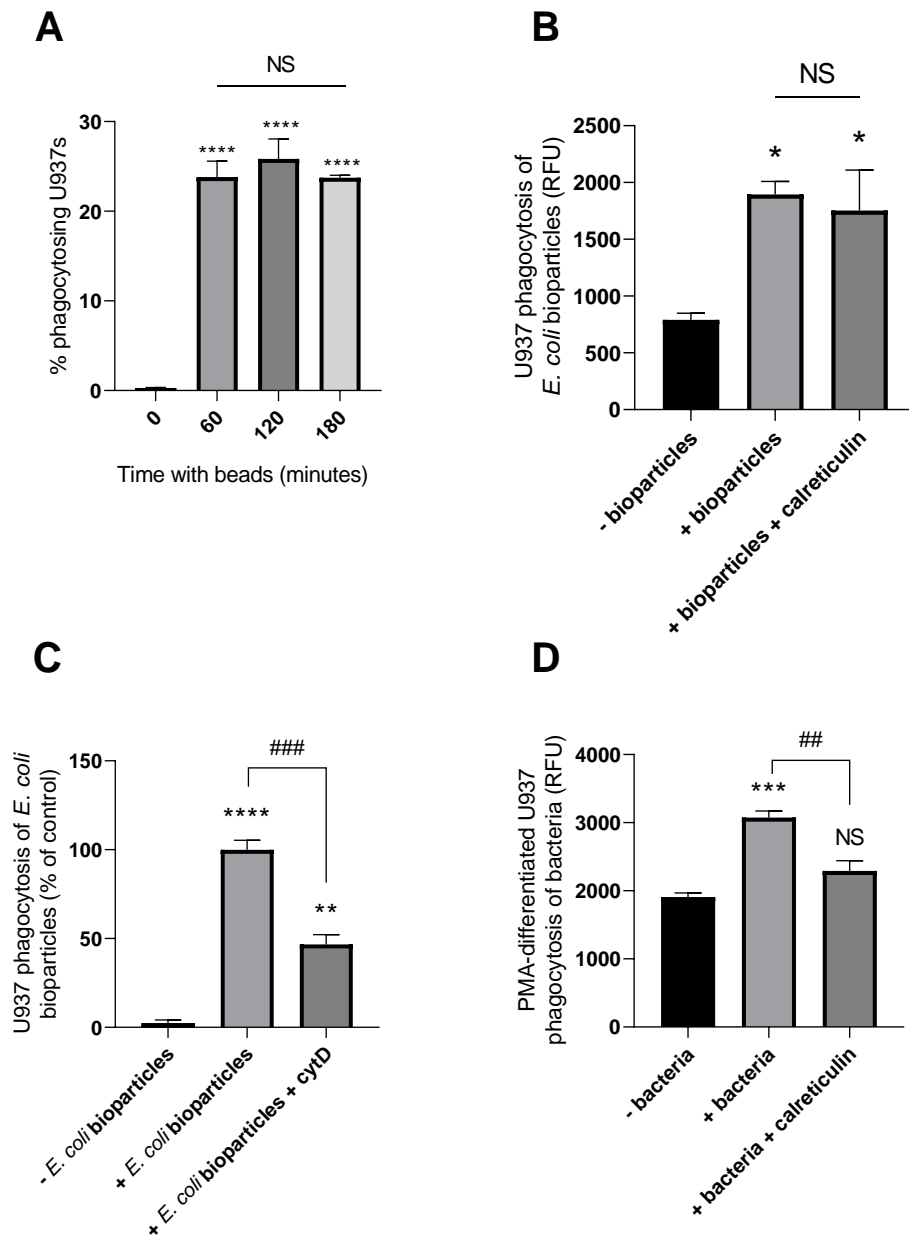 A
NS
30
20
10
0
****
****
****
% phagocytosing U937s
0
60
120
180
Time with beads (minutes)
B
NS
2500
2000
1500
1000
500
0
*
*
U937 phagocytosis of
E. coli bioparticles (RFU)
- bioparticles
+ bioparticles
+ bioparticles + calreticulin
C
150
100
50
0
###
****
**
U937 phagocytosis of E. coli
bioparticles (% of control)
- E. coli bioparticles
+ E. coli bioparticles
+ E. coli bioparticles + cytD
D
4000
3000
2000
1000
0
##
***
NS
PMA-differentiated U937
phagocytosis of bacteria (RFU)
- bacteria
+ bacteria
+ bacteria + calreticulin